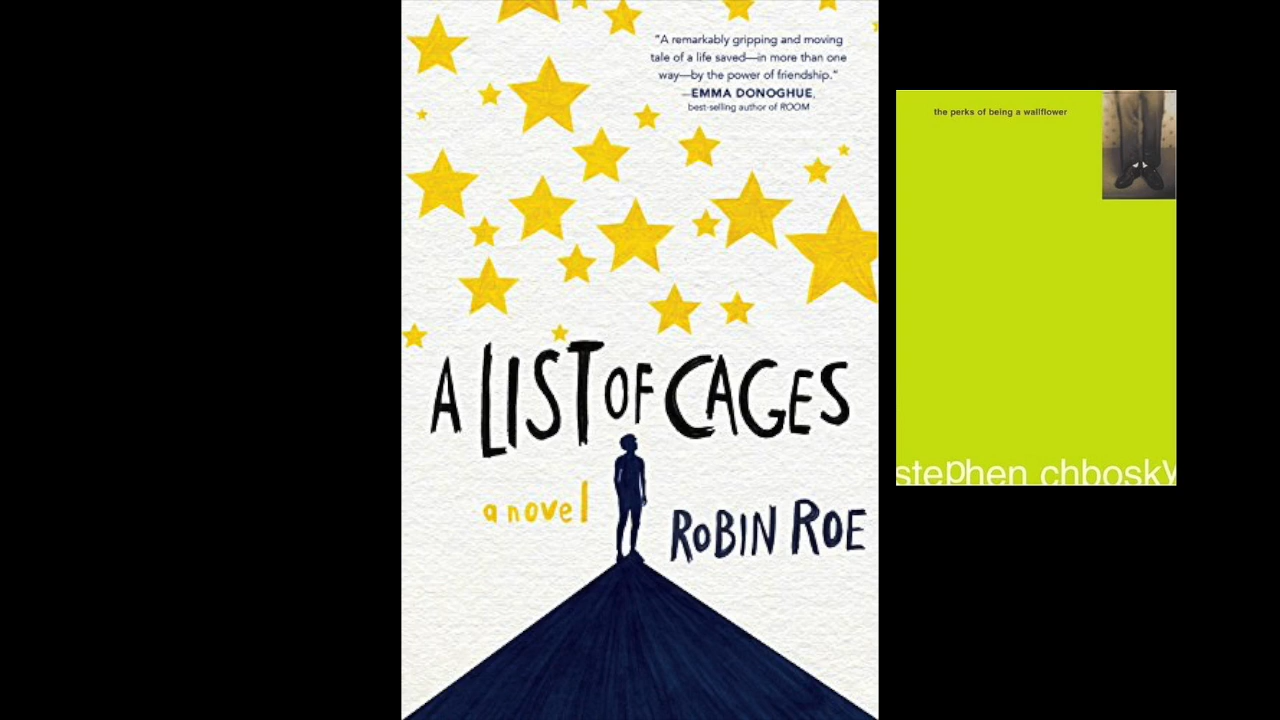 "A remarkably gripping and moving
tale of a life saved—in more than one
way—by the power of friendship."
—EMMA DONOGHUE,
best-selling author of ROOM
A LIST OF CAGES
a novel
ROBIN ROE
the perks of being a wallflower
stephen chbosky